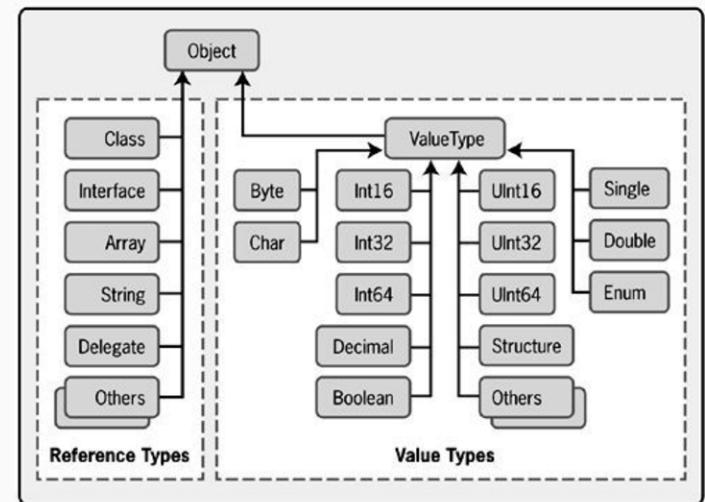 Object
Class
Interface
Array
String
Delegate
Others
Reference Types
ValueType
Byte
Char
Int16
Int32
Int64
Decimal
Boolean
UInt16
UInt32
UInt64
Structure
Others
Single
Double
Enum
Value Types